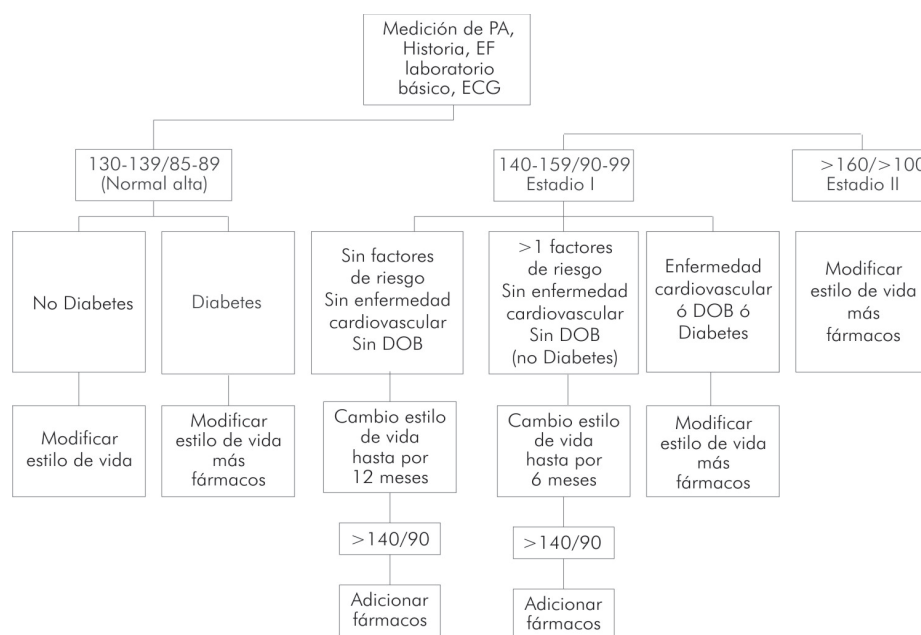 Medición de PA,
Historia, EF
laboratorio
básico, ECG
130-139/85-89
(Normal alta)
140-159/90-99
Estadio I
>160/>100
Estadio II
No Diabetes
Diabetes
Sin factores
de riesgo
Sin enfermedad
cardiovascular
Sin DOB
>1 factores
de riesgo
Sin enfermedad
cardiovascular
Sin DOB
(no Diabetes)
Enfermedad
cardiovascular
ó DOB ó
Diabetes
Modificar
estilo de vida
más
fármacos
Modificar
estilo de vida
Modificar
estilo de vida
más
fármacos
Cambio estilo
de vida
hasta por
12 meses
Cambio estilo
de vida
hasta por
6 meses
Modificar
estilo de vida
más
fármacos
>140/90
>140/90
Adicionar
fármacos
Adicionar
fármacos